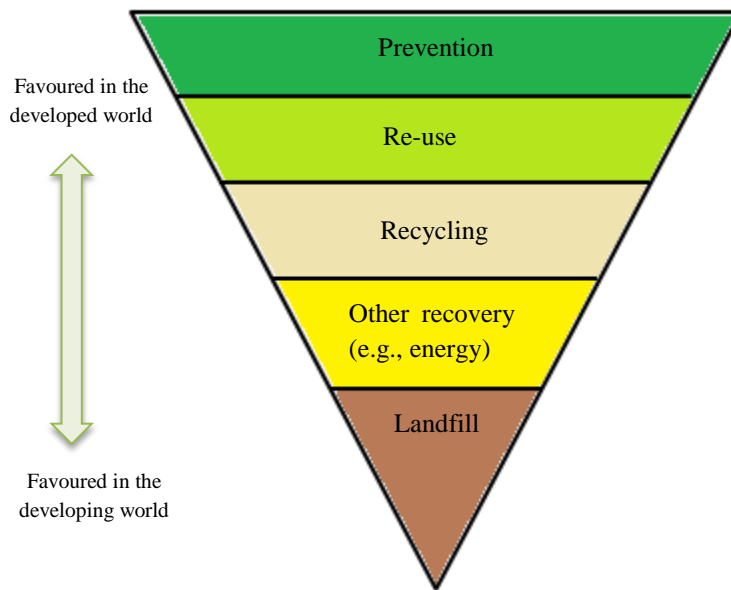 Prevention
Favoured in the
developed world
Re-use
Recycling
Other recovery
(e.g., energy)
Landfill
Favoured in the
developing world